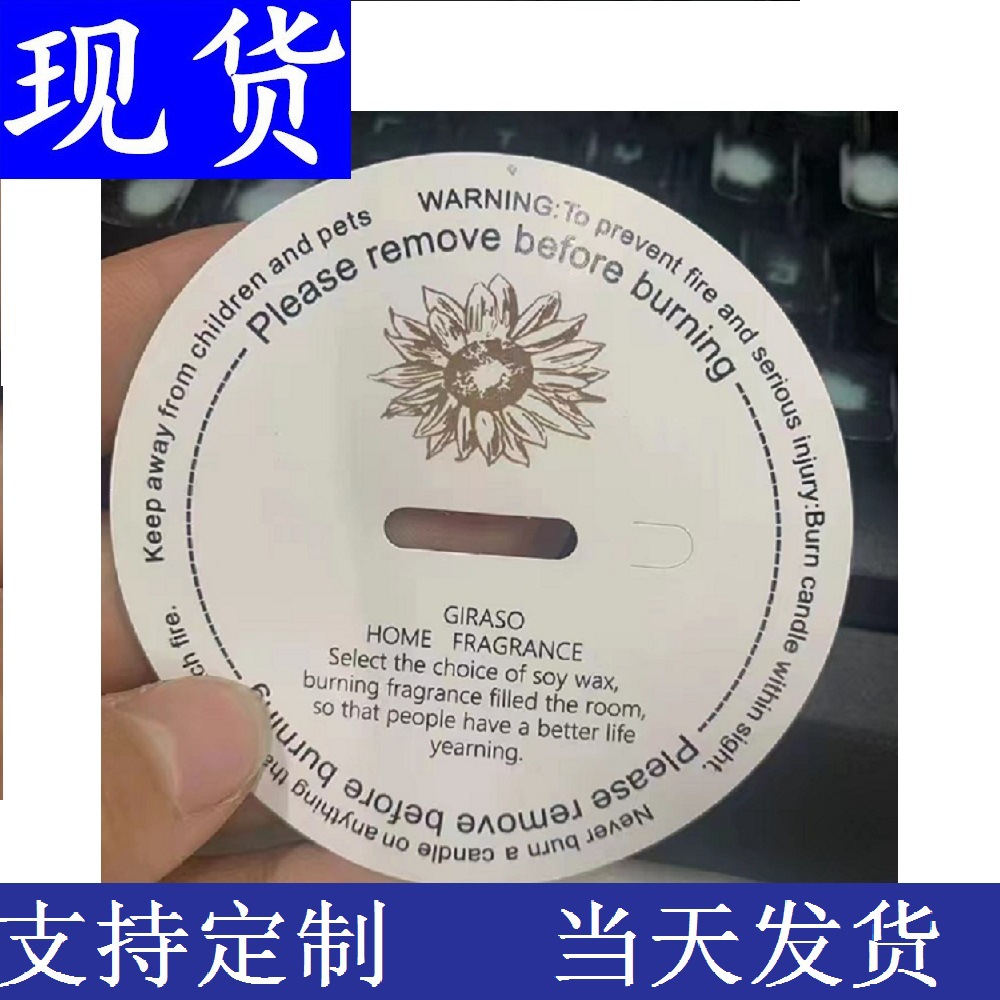 现货
WARNING:To prevent fire and serious injury:Burn candle within sight.
Never burn a candle on anything
fire.
Keep away from children and pets
Please remove before burning
Please remove before burning
GIRASO
HOME FRAGRANCE
Select the choice of soy wax,
burning fragrance filled the room,
so that people have a better life
yearning.
支持定制
当天发货